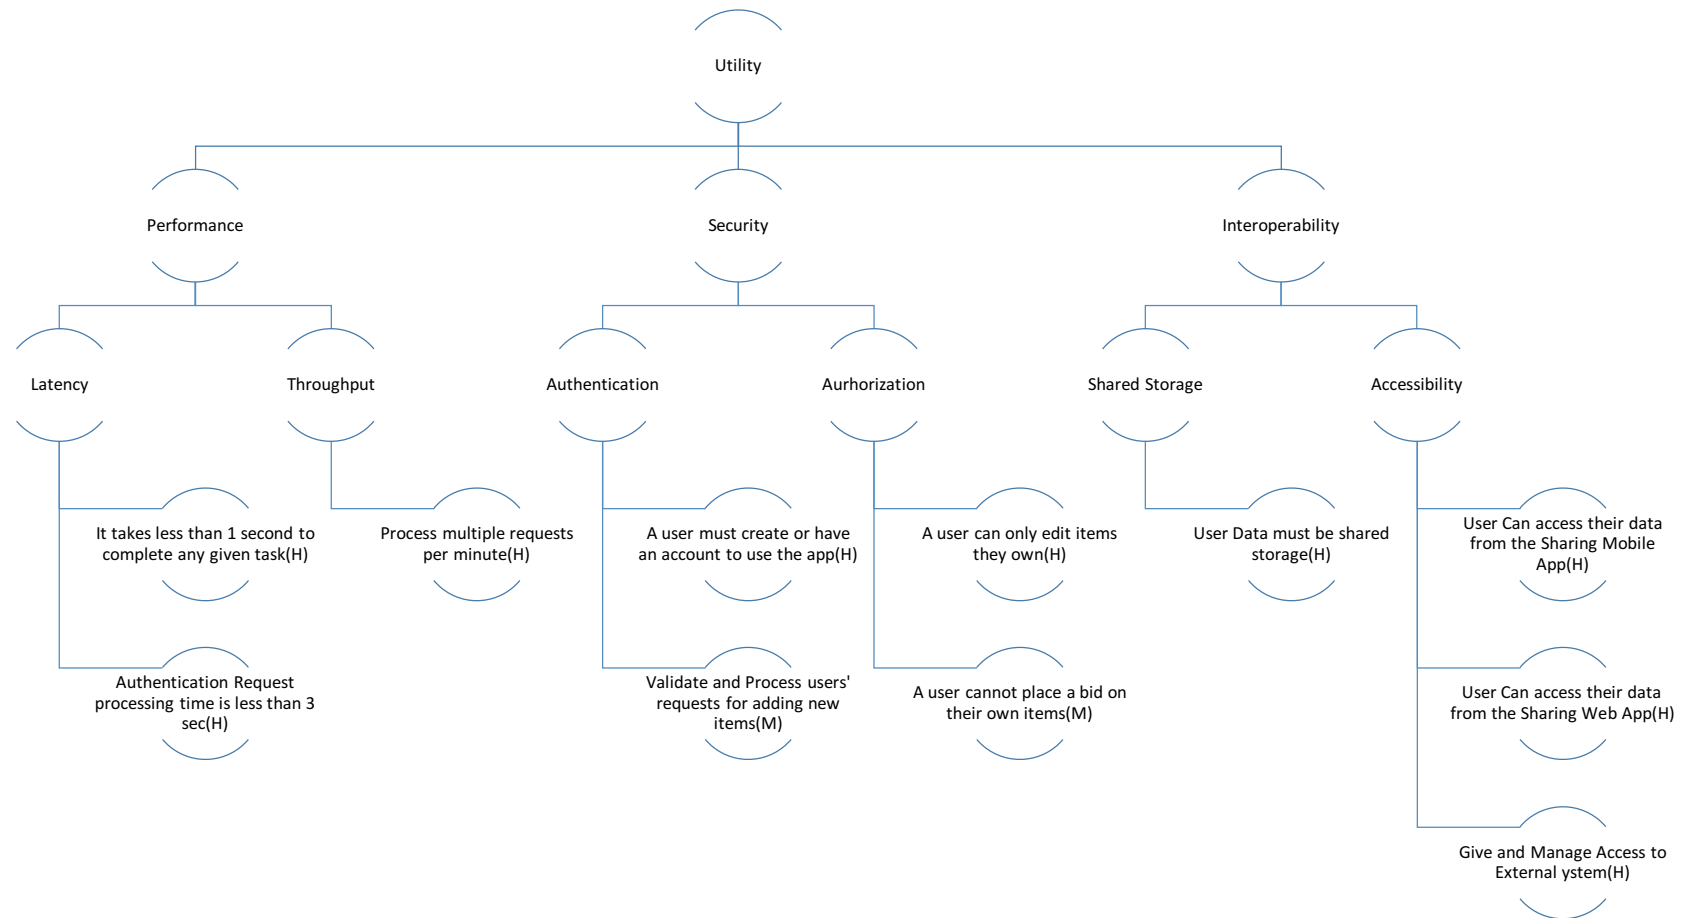 Utility
Performance
Security
Interoperability
Latency
Throughput
Authentication
Aurhorization
Shared Storage
Accessibility
It takes less than 1 second to
complete any given task(H)
Process multiple requests
per minute(H)
A user must create or have
an account to use the app(H)
A user can only edit items
they own(H)
User Data must be shared
storage(H)
User Can access their data
from the Sharing Mobile
App(H)
Authentication Request
processing time is less than 3
sec(H)
Validate and Process users'
requests for adding new
items(M)
A user cannot place a bid on
their own items(M)
User Can access their data
from the Sharing Web App(H)
Give and Manage Access to
External ystem(H)